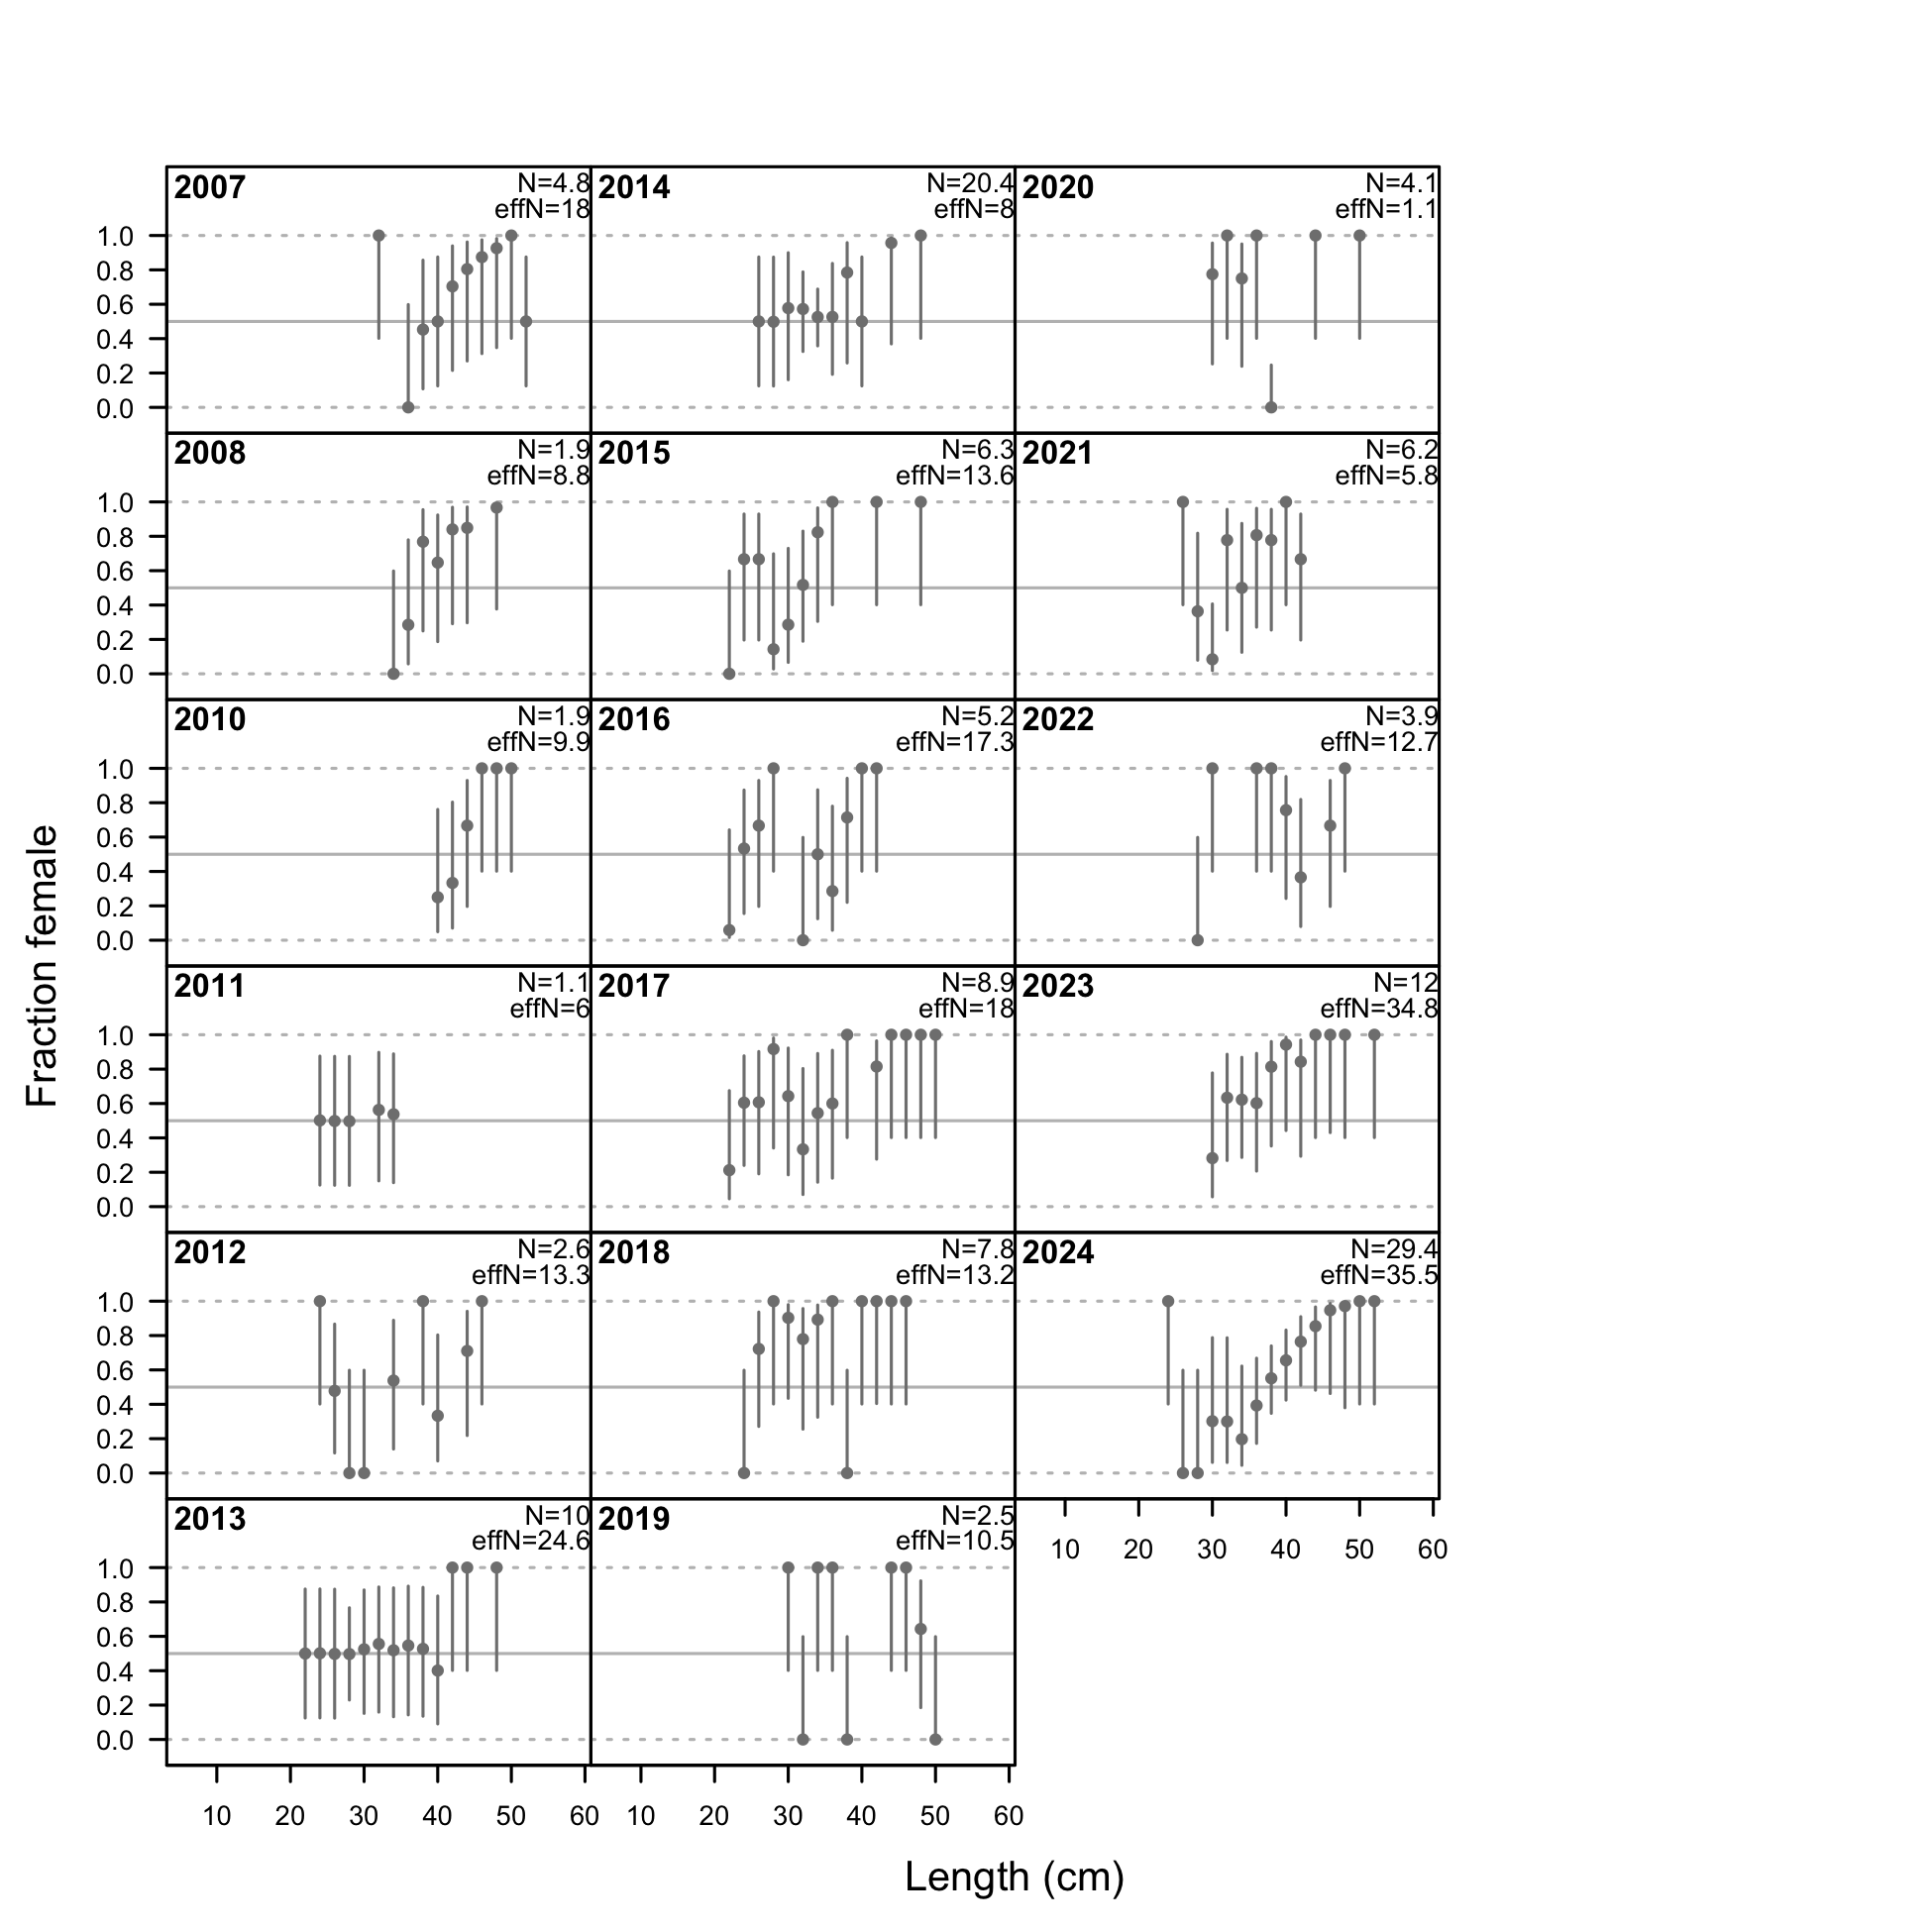 2007
N=4.8
effN=18
2014
N=20.4
effN=8
2020
N=4.1
effN=1.1
1.0
0.8
0.6
0.4
0.2
0.0
2008
N=1.9
effN=8.8
2015
N=6.3
effN=13.6
2021
N=6.2
effN=5.8
1.0
0.8
0.6
0.4
0.2
0.0
2010
N=1.9
effN=9.9
2016
N=5.2
effN=17.3
2022
N=3.9
effN=12.7
1.0
0.8
0.6
0.4
0.2
0.0
Fraction female
2011
N=1.1
effN=6
2017
N=8.9
effN=18
2023
N=12
effN=34.8
1.0
0.8
0.6
0.4
0.2
0.0
2012
N=2.6
effN=13.3
2018
N=7.8
effN=13.2
2024
N=29.4
effN=35.5
1.0
0.8
0.6
0.4
0.2
0.0
2013
N=10
effN=24.6
2019
N=2.5
effN=10.5
10 20 30 40 50 60
1.0
0.8
0.6
0.4
0.2
0.0
10 20 30 40 50 60 10 20 30 40 50 60
Length (cm)